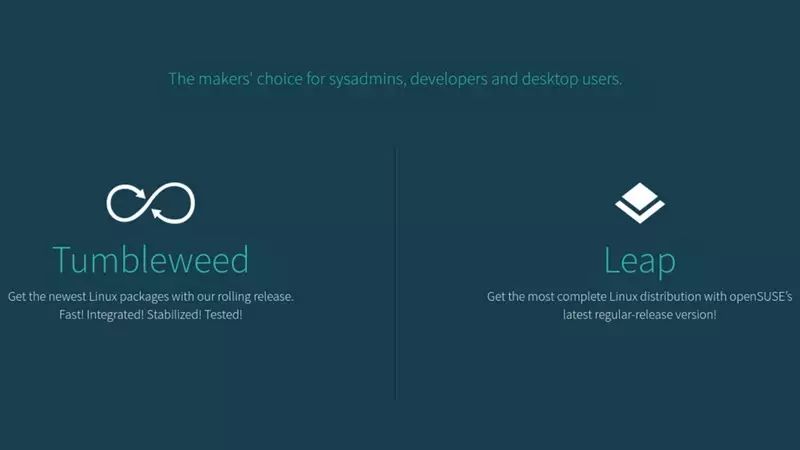 The makers' choice for sysadmins, developers and desktop users.
Tumbleweed
Get the newest Linux packages with our rolling release.
Fast! Integrated! Stabilized! Tested!
Leap
Get the most complete Linux distribution with openSUSE’s
latest regular-release version!